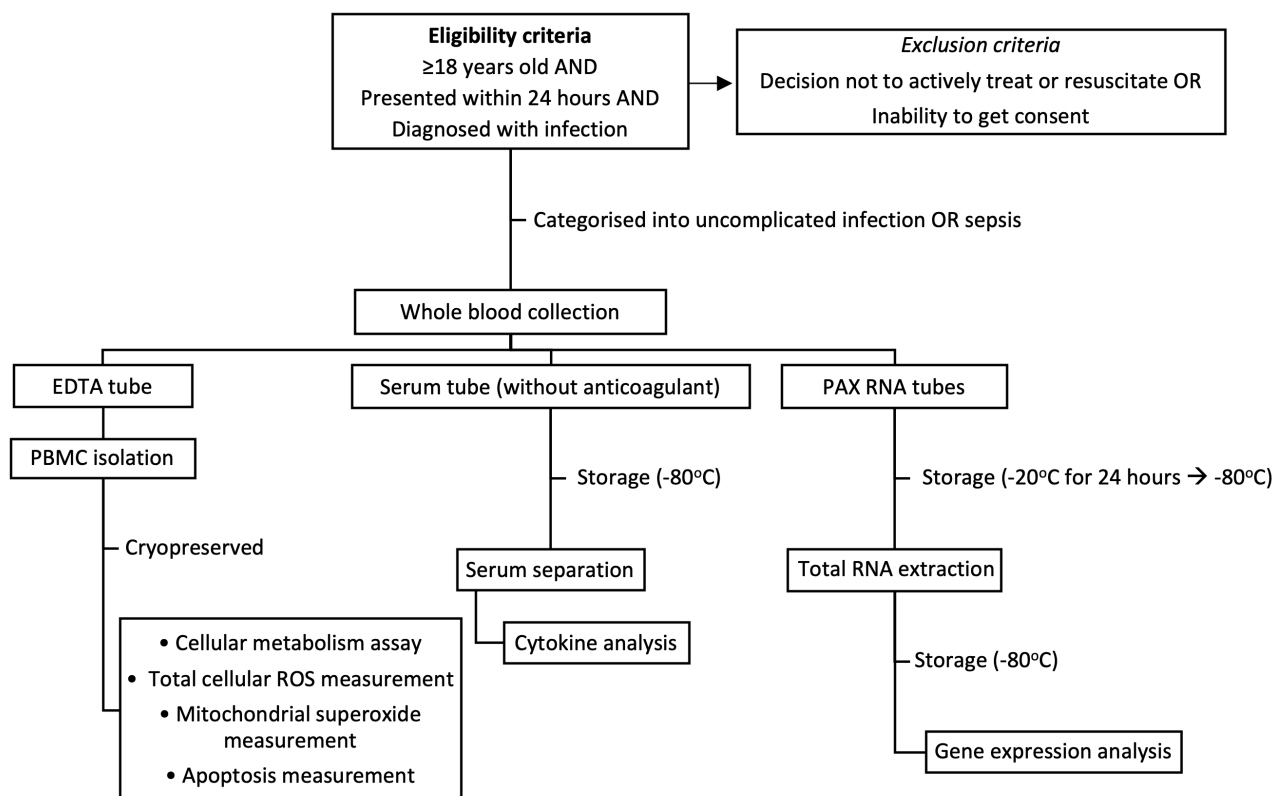 Eligibility criteria
≥18 years old AND
Presented within 24 hours AND
Diagnosed with infection
Exclusion criteria
Decision not to actively treat or resuscitate OR
Inability to get consent
Categorised into uncomplicated infection OR sepsis
Whole blood collection
EDTA tube
Serum tube (without anticoagulant)
PAX RNA tubes
PBMC isolation
Storage (-80°C)
Storage (-20°C for 24 hours → -80°C)
Cryopreserved
Serum separation
Total RNA extraction
• Cellular metabolism assay
• Total cellular ROS measurement
• Mitochondrial superoxide
measurement
• Apoptosis measurement
Cytokine analysis
Storage (-80°C)
Gene expression analysis